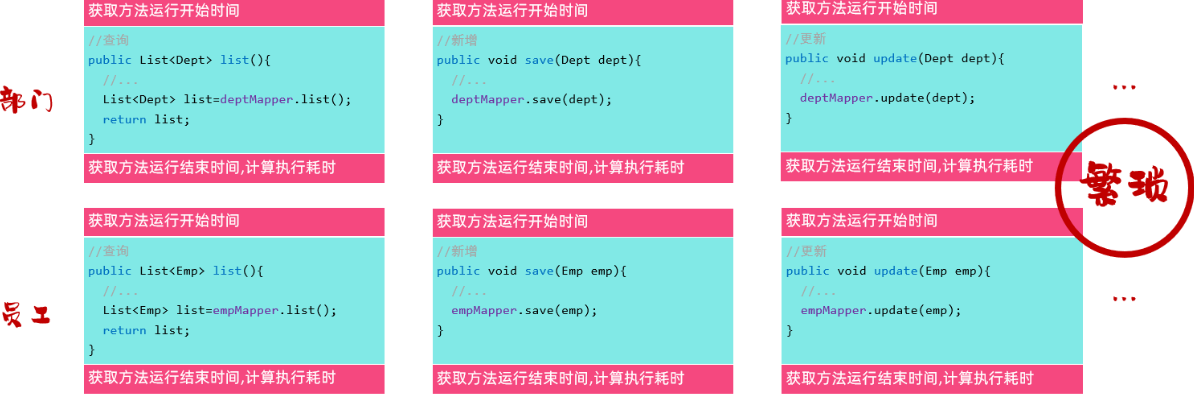 部门
获取方法运行开始时间
//查询
public List<Dept> list(){
//...
List<Dept> list=deptMapper.list();
return list;
}
获取方法运行结束时间,计算执行耗时
获取方法运行开始时间
//新增
public void save(Dept dept){
//...
deptMapper.save(dept);
}
获取方法运行结束时间,计算执行耗时
获取方法运行开始时间
//更新
public void update(Dept dept){
//...
deptMapper.update(dept);
}
获取方法运行结束时间,计算执行耗时
...
繁琐
员工
获取方法运行开始时间
//查询
public List<Emp> list(){
//...
List<Emp> list=empMapper.list();
return list;
}
获取方法运行结束时间,计算执行耗时
获取方法运行开始时间
//新增
public void save(Emp emp){
//...
empMapper.save(emp);
}
获取方法运行结束时间,计算执行耗时
获取方法运行开始时间
//更新
public void update(Emp emp){
//...
empMapper.update(emp);
}
获取方法运行结束时间,计算执行耗时
...